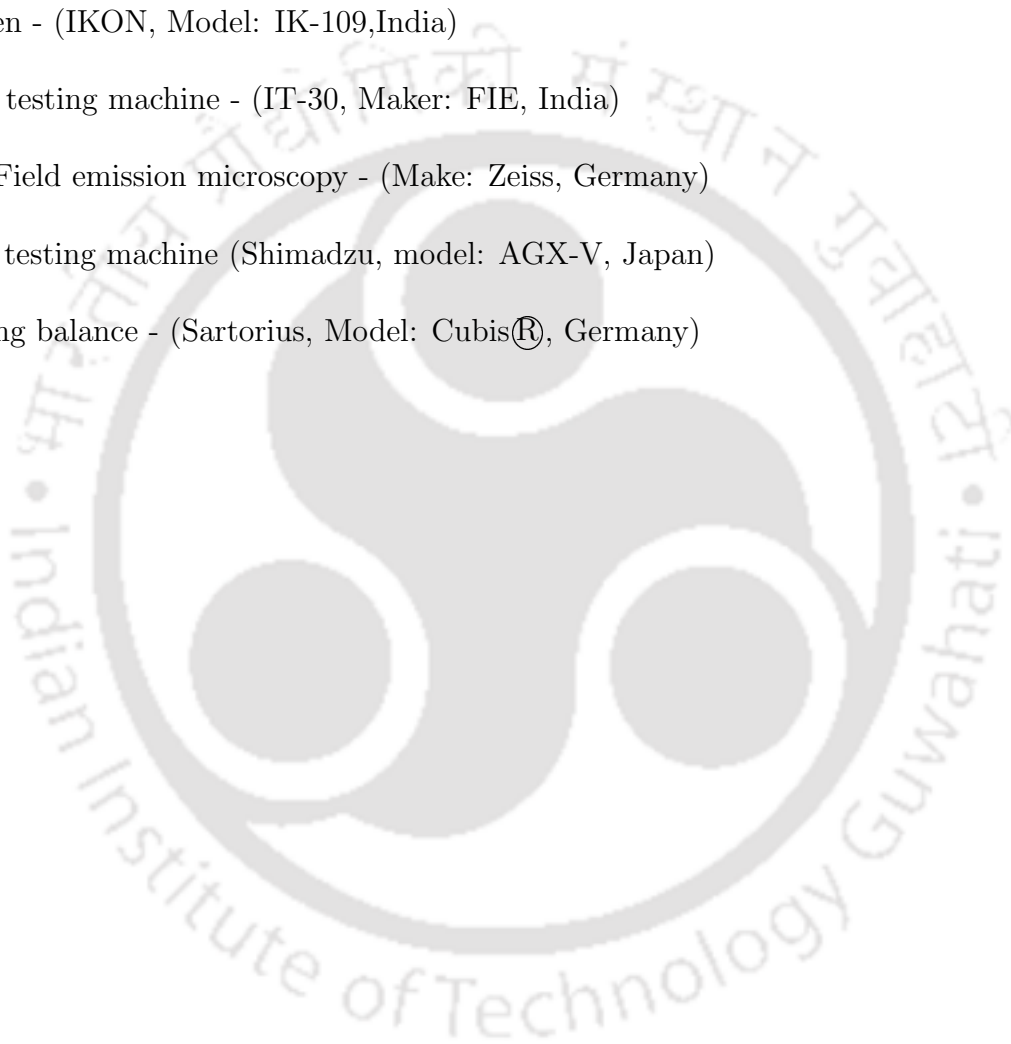 en - (IKON, Model: IK-109,India)
testing machine - (IT-30, Maker: FIE, India)
Field emission microscopy - (Make: Zeiss, Germany)
testing machine (Shimadzu, model: AGX-V, Japan)
ng balance - (Sartorius, Model: Cubis®, Germany)
भारतीय प्रौद्योगिकी संस्थान गुवाहाटी
Indian Institute of Technology Guwahati